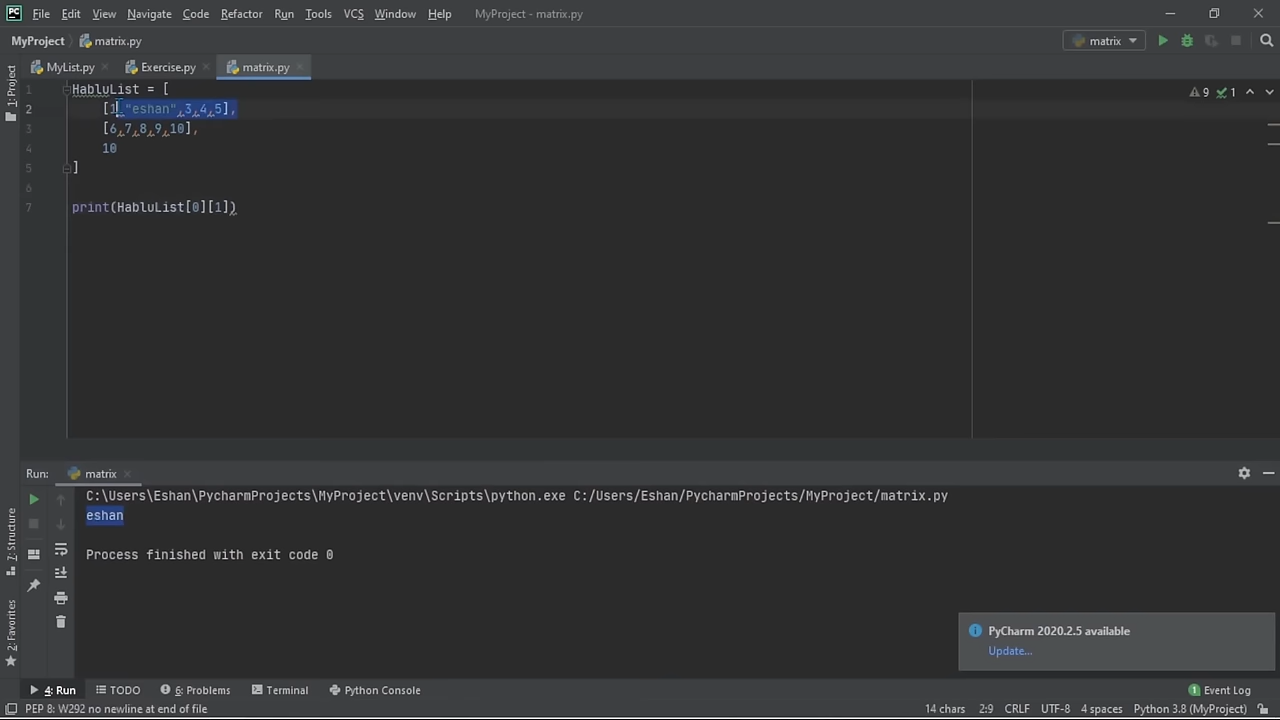 PC File Edit View Navigate Code Refactor Run Tools VCS Window Help MyProject - matrix.py
MyProject matrix.py matrix
MyList.py Exercise.py matrix.py
1: Project
1 HabluList = [
2 [1,"eshan",3,4,5],
3 [6,7,8,9,10],
4 10
5 ]
6
7 print(HabluList[0][1])
9 1
Run: matrix
C:\Users\Eshan\PycharmProjects\MyProject\venv\Scripts\python.exe C:/Users/Eshan/PycharmProjects/MyProject/matrix.py
eshan
Process finished with exit code 0
7: Structure
2: Favorites
PyCharm 2020.2.5 available
Update...
4: Run TODO 6: Problems Terminal Python Console 1 Event Log
PEP 8: W292 no newline at end of file 14 chars 2:9 CRLF UTF-8 4 spaces Python 3.8 (MyProject)